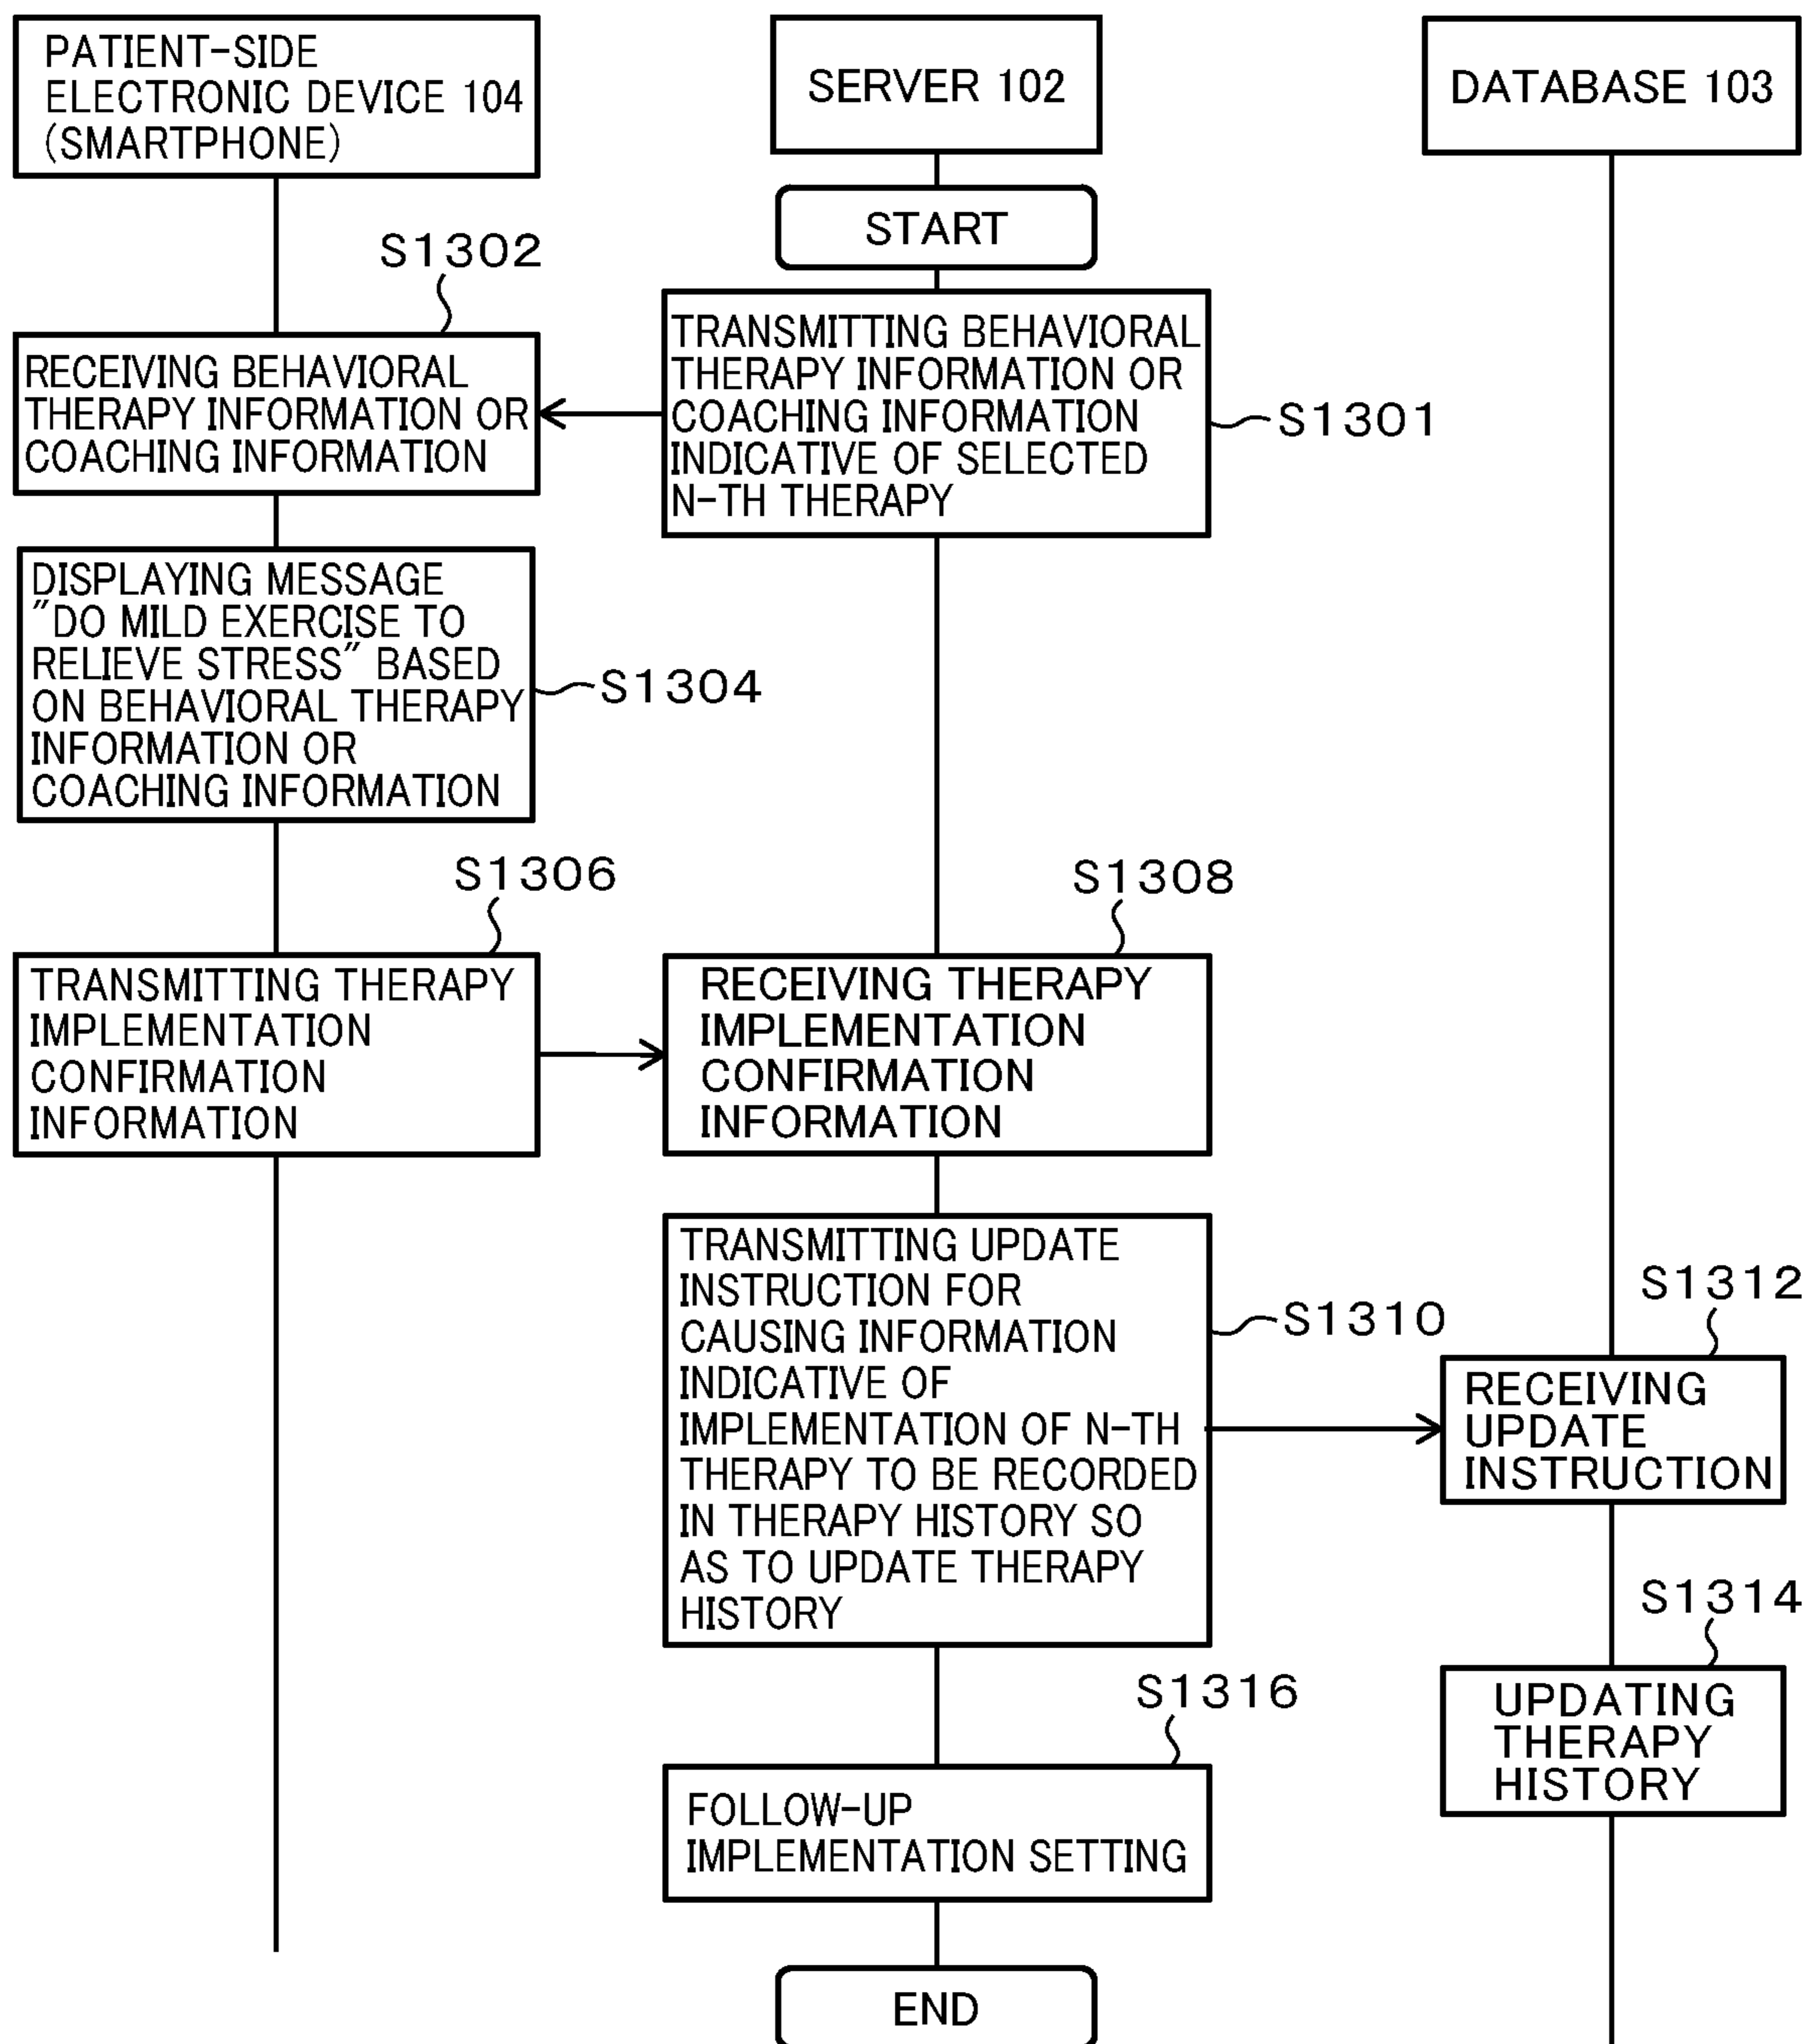 PATIENT-SIDE
ELECTRONIC DEVICE 104
(SMARTPHONE)
SERVER 102
DATABASE 103
START
S1302
RECEIVING BEHAVIORAL
THERAPY INFORMATION OR
COACHING INFORMATION
TRANSMITTING BEHAVIORAL
THERAPY INFORMATION OR
COACHING INFORMATION
INDICATIVE OF SELECTED
N-TH THERAPY
S1301
DISPLAYING MESSAGE
"DO MILD EXERCISE TO
RELIEVE STRESS" BASED
ON BEHAVIORAL THERAPY
INFORMATION OR
COACHING INFORMATION
S1304
S1306
TRANSMITTING THERAPY
IMPLEMENTATION
CONFIRMATION
INFORMATION
S1308
RECEIVING THERAPY
IMPLEMENTATION
CONFIRMATION
INFORMATION
TRANSMITTING UPDATE
INSTRUCTION FOR
CAUSING INFORMATION
INDICATIVE OF
IMPLEMENTATION OF N-TH
THERAPY TO BE RECORDED
IN THERAPY HISTORY SO
AS TO UPDATE THERAPY
HISTORY
S1310
S1312
RECEIVING
UPDATE
INSTRUCTION
S1314
UPDATING
THERAPY
HISTORY
S1316
FOLLOW-UP
IMPLEMENTATION SETTING
END